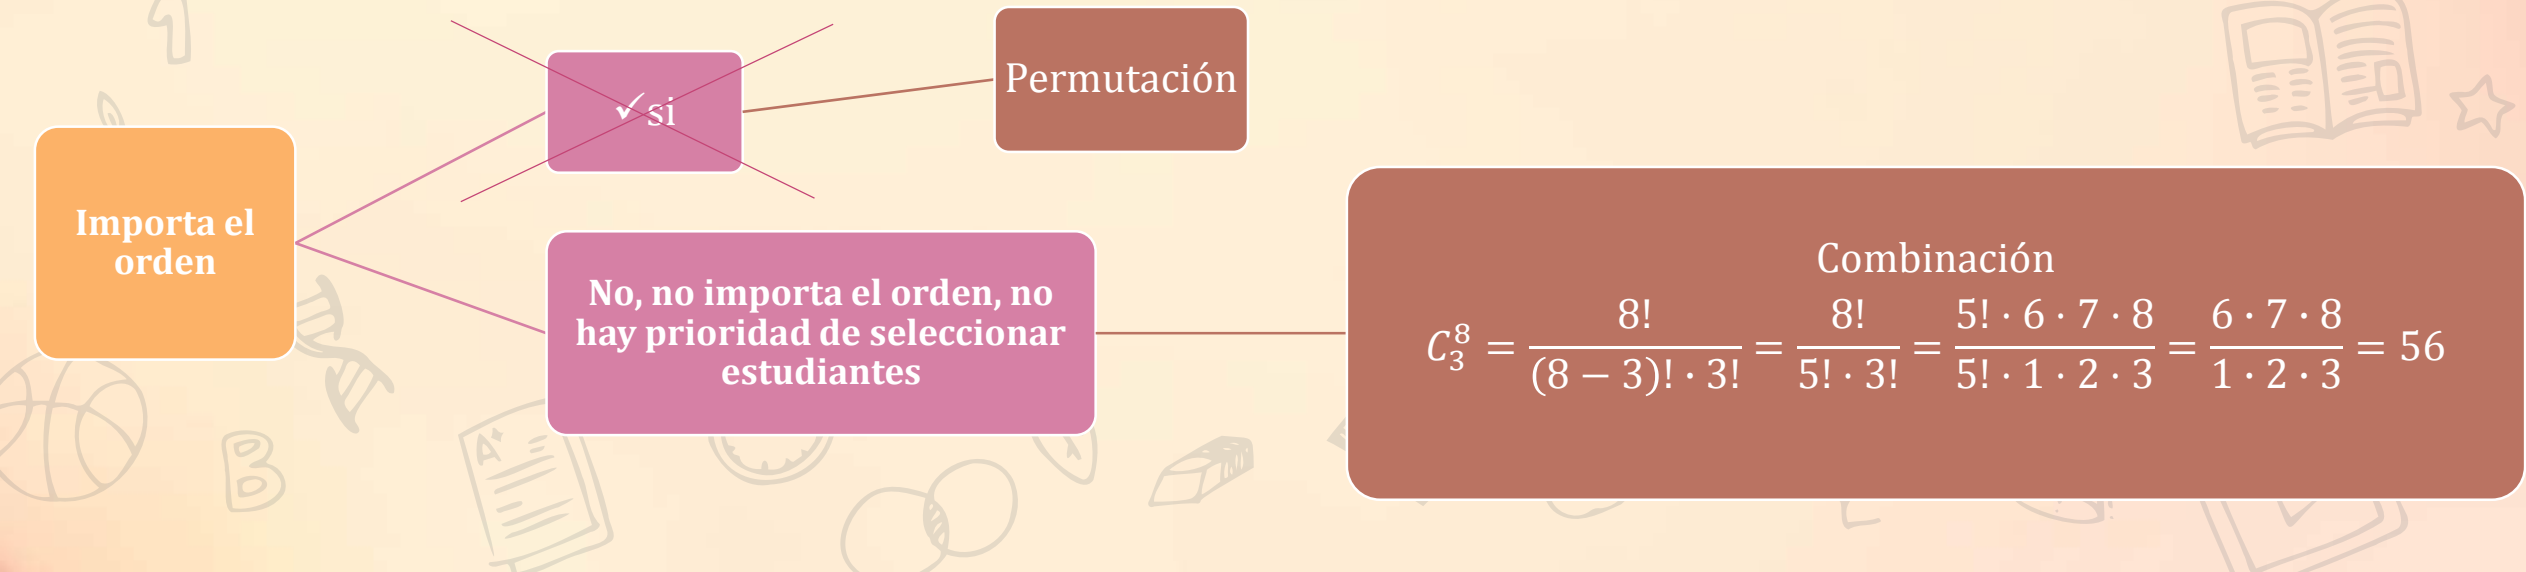 Importa el
orden
✓si
Permutación
No, no importa el orden, no
hay prioridad de seleccionar
estudiantes
Combinación
C₃⁸ = 8!/((8 − 3)! · 3!) = 8!/(5! · 3!) = (5! · 6 · 7 · 8)/(5! · 1 · 2 · 3) = (6 · 7 · 8)/(1 · 2 · 3) = 56
A+
B
1